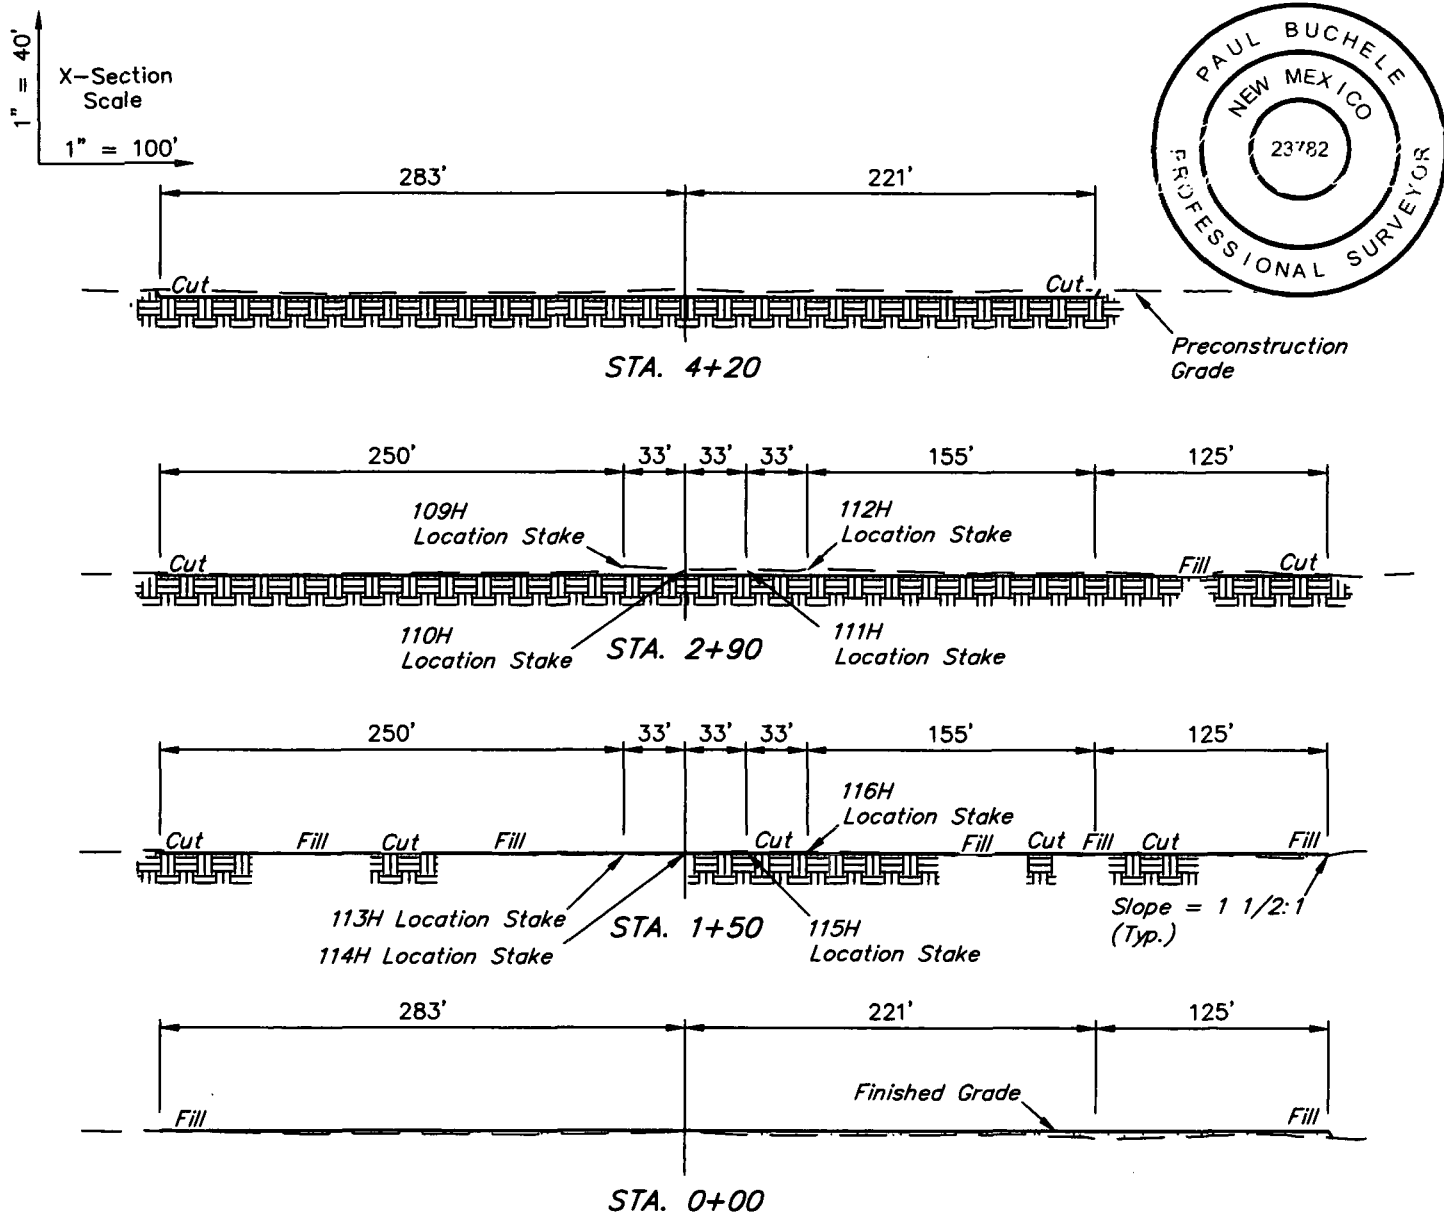 1" = 40'
X-Section
Scale
1" = 100'
PAUL BUCHELE
NEW MEXICO
23782
PROFESSIONAL SURVEYOR
283'
221'
Cut
Cut
Preconstruction
Grade
STA. 4+20
250'
33'
33'
33'
155'
125'
109H
Location Stake
112H
Location Stake
Cut
Fill
Cut
110H
Location Stake
STA. 2+90
111H
Location Stake
250'
33'
33'
33'
155'
125'
116H
Location Stake
Cut
Fill
Cut
Fill
Cut
Fill
Cut
Fill
Cut
Fill
113H Location Stake
114H Location Stake
STA. 1+50
115H
Location Stake
Slope = 1 1/2:1
(Typ.)
283'
221'
125'
Finished Grade
Fill
Fill
STA. 0+00